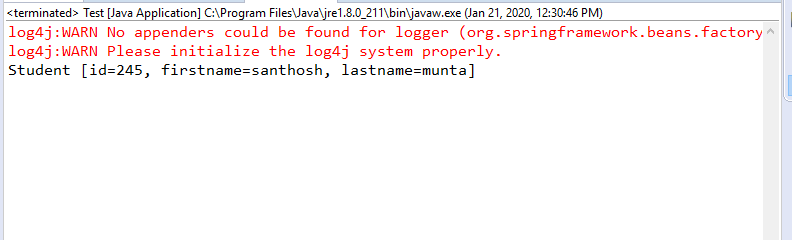 <terminated> Test [Java Application] C:\Program Files\Java\jre1.8.0_211\bin\javaw.exe (Jan 21, 2020, 12:30:46 PM)
log4j:WARN No appenders could be found for logger (org.springframework.beans.factory
log4j:WARN Please initialize the log4j system properly.
Student [id=245, firstname=santhosh, lastname=munta]